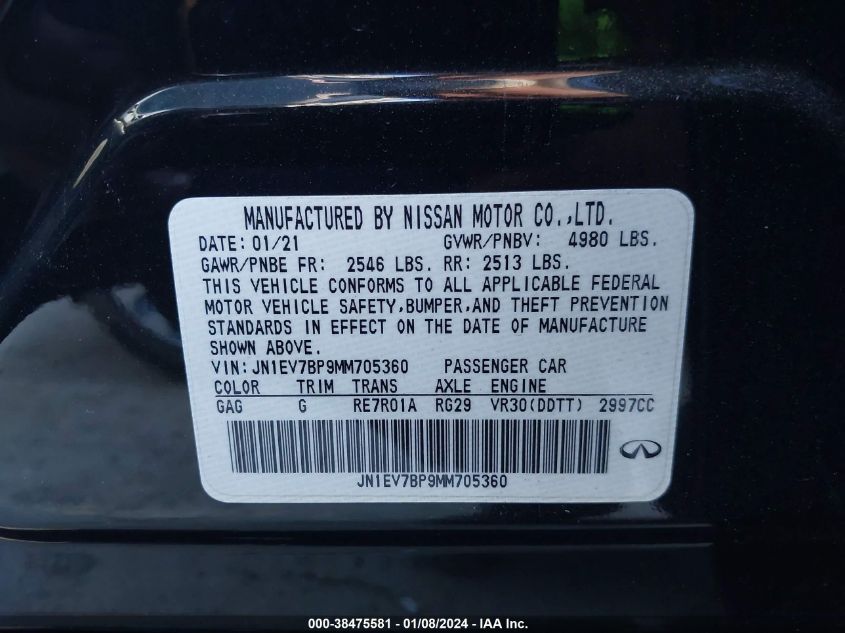 MANUFACTURED BY NISSAN MOTOR CO.,LTD.
DATE: 01/21 GVWR/PNBV: 4980 LBS.
GAWR/PNBE FR: 2546 LBS. RR: 2513 LBS.
THIS VEHICLE CONFORMS TO ALL APPLICABLE FEDERAL
MOTOR VEHICLE SAFETY,BUMPER,AND THEFT PREVENTION
STANDARDS IN EFFECT ON THE DATE OF MANUFACTURE
SHOWN ABOVE.
VIN: JN1EV7BP9MM705360 PASSENGER CAR
COLOR TRIM TRANS AXLE ENGINE
GAG G RE7R01A RG29 VR30(DDTT) 2997CC
JN1EV7BP9MM705360
000-38475581 - 01/08/2024 - IAA Inc.